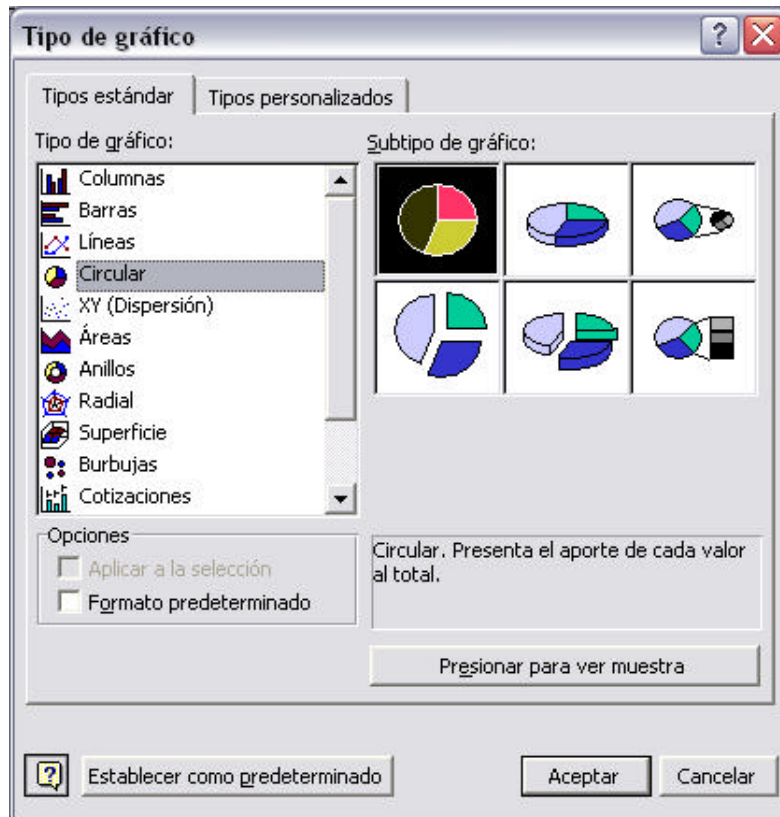 Tipo de gráfico
?
Tipos estándar
Tipos personalizados
Tipo de gráfico:
Columnas
Barras
Líneas
Circular
XY (Dispersión)
Áreas
Anillos
Radial
Superficie
Burbujas
Cotizaciones
Subtipo de gráfico:
Opciones
Aplicar a la selección
Formato predeterminado
Circular. Presenta el aporte de cada valor
al total.
Presionar para ver muestra
?
Establecer como predeterminado
Aceptar
Cancelar